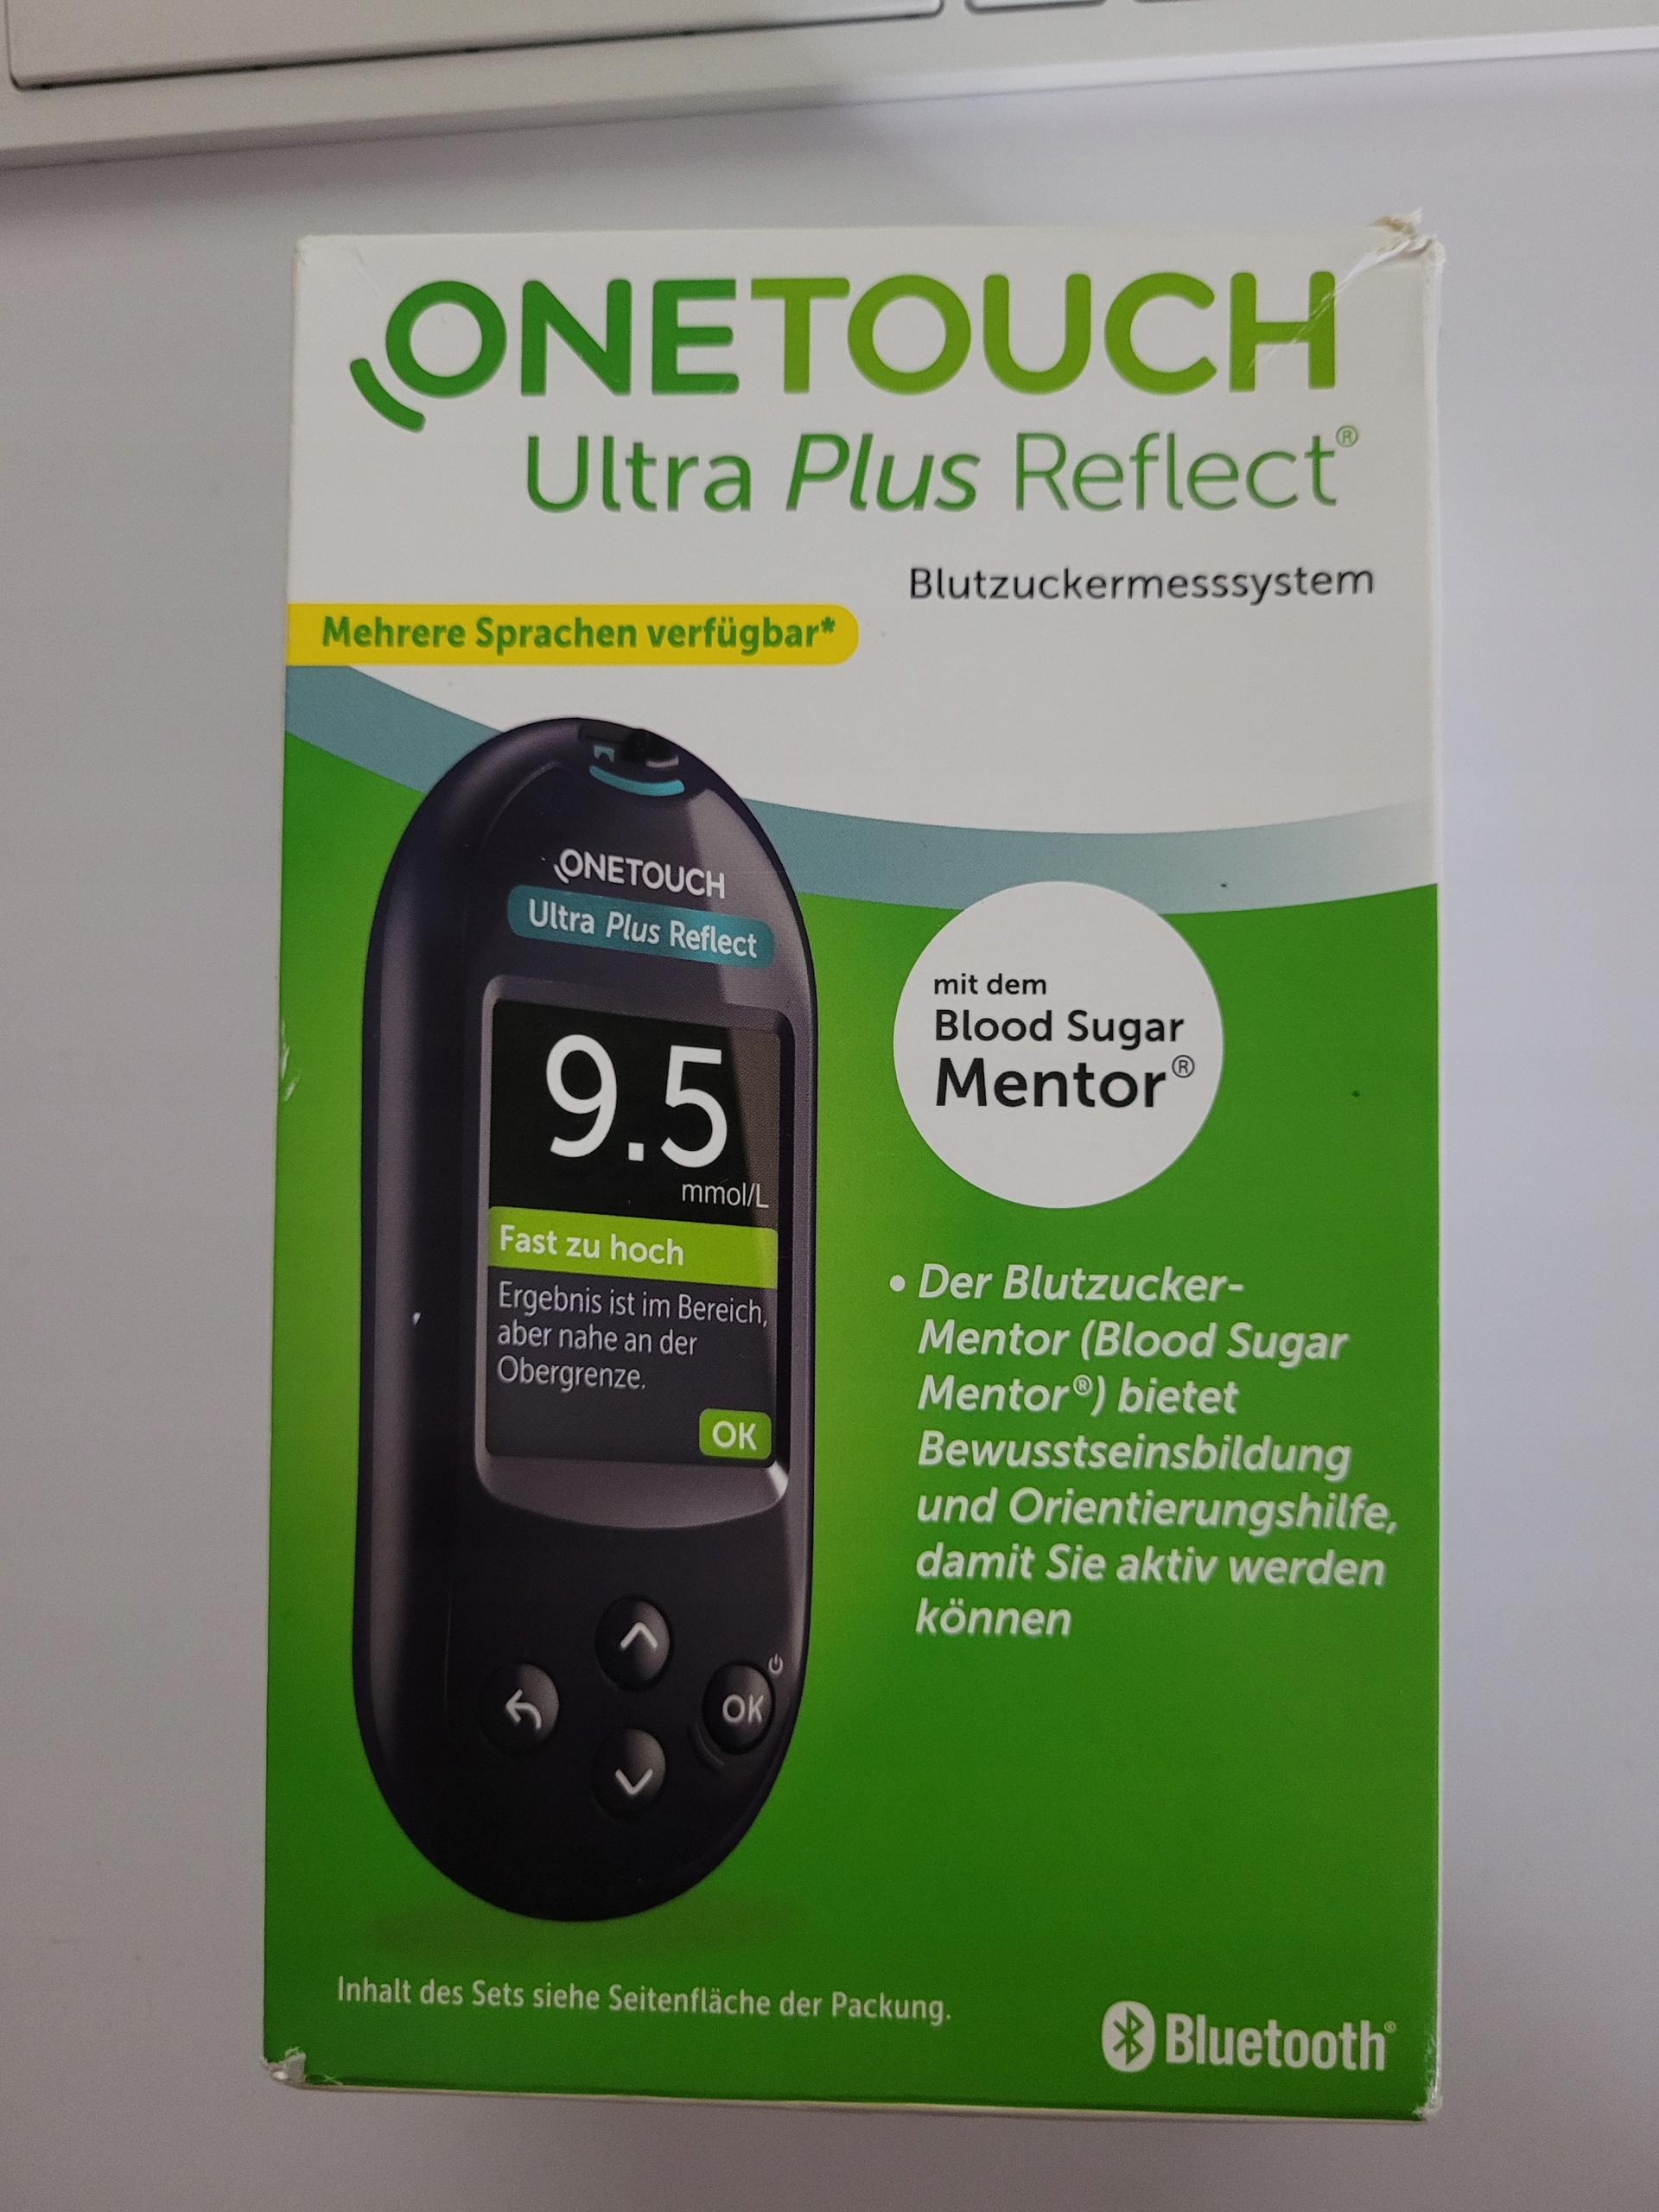 ONETOUCH
Ultra Plus Reflect®
Blutzuckermesssystem
Mehrere Sprachen verfügbar*
ONETOUCH
Ultra Plus Reflect
9.5
mmol/L
Fast zu hoch
Ergebnis ist im Bereich,
aber nahe an der
Obergrenze.
OK
OK
mit dem
Blood Sugar
Mentor®
• Der Blutzucker-
Mentor (Blood Sugar
Mentor®) bietet
Bewusstseinsbildung
und Orientierungshilfe,
damit Sie aktiv werden
können
Inhalt des Sets siehe Seitenfläche der Packung.
Bluetooth®